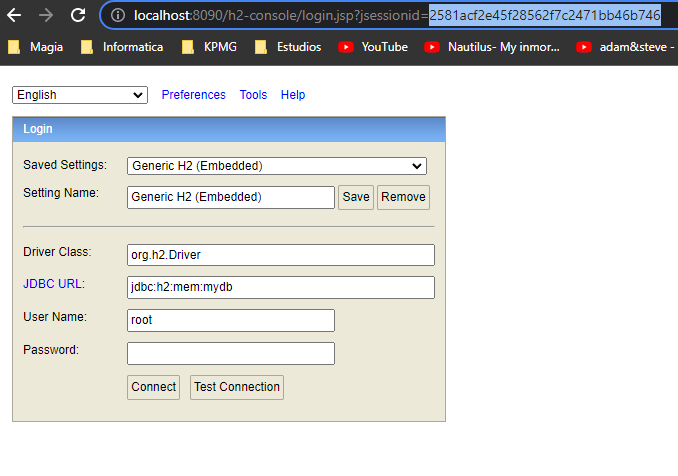 localhost:8090/h2-console/login.jsp?jsessionid=2581acf2e45f28562f7c2471bb46b746
Magia Informatica KPMG Estudios YouTube Nautilus- My inmor... adam&steve -
English Preferences Tools Help
Login
Saved Settings: Generic H2 (Embedded)
Setting Name: Generic H2 (Embedded) Save Remove
Driver Class: org.h2.Driver
JDBC URL: jdbc:h2:mem:mydb
User Name: root
Password:
Connect Test Connection